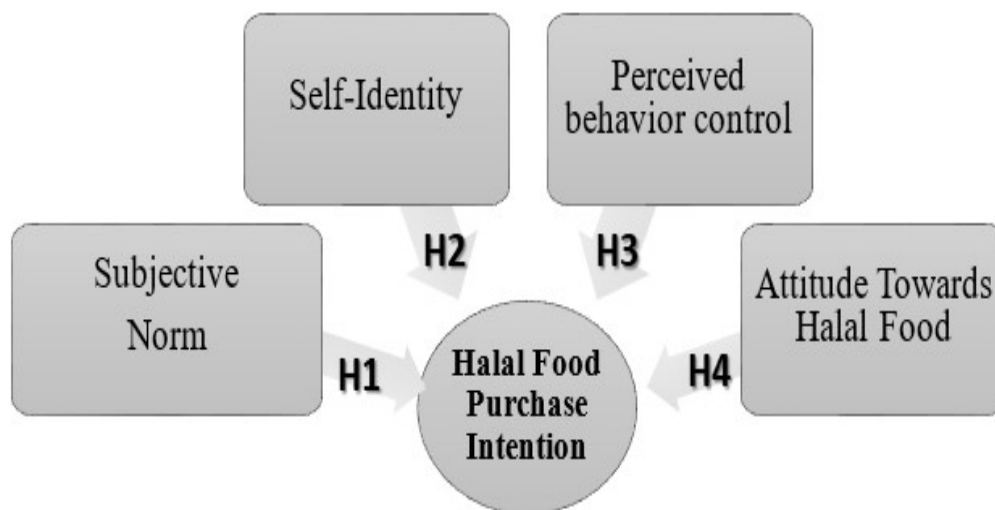 Self-Identity
Perceived
behavior control
Subjective
Norm
Attitude Towards
Halal Food
H1
H2
H3
H4
Halal Food
Purchase
Intention